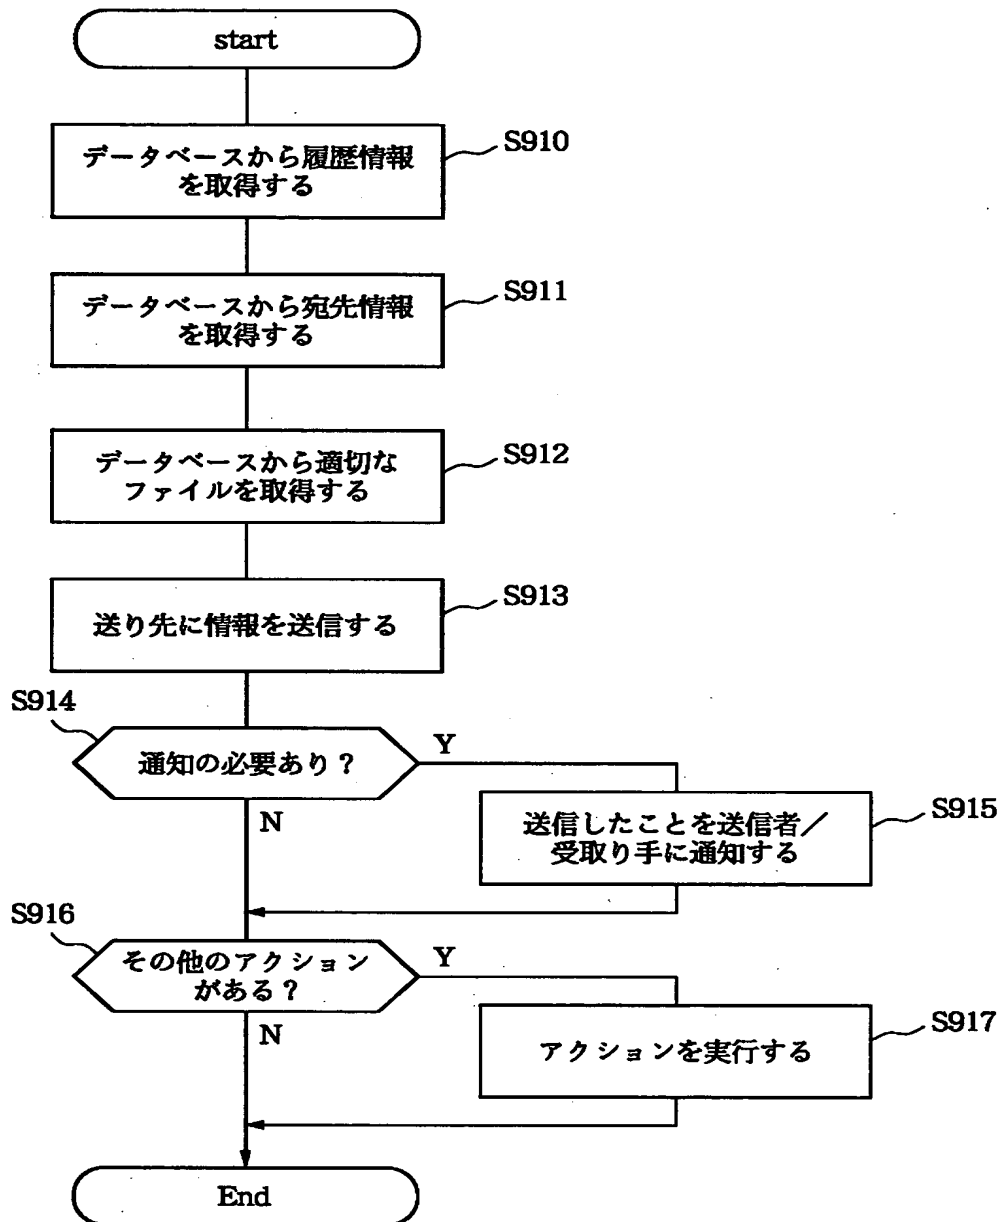 start
データベースから履歴情報
を取得する
S910
データベースから宛先情報
を取得する
S911
データベースから適切な
ファイルを取得する
S912
送り先に情報を送信する
S913
S914
通知の必要あり?
Y
N
送信したことを送信者/
受取り手に通知する
S915
S916
その他のアクション
がある?
Y
N
アクションを実行する
S917
End